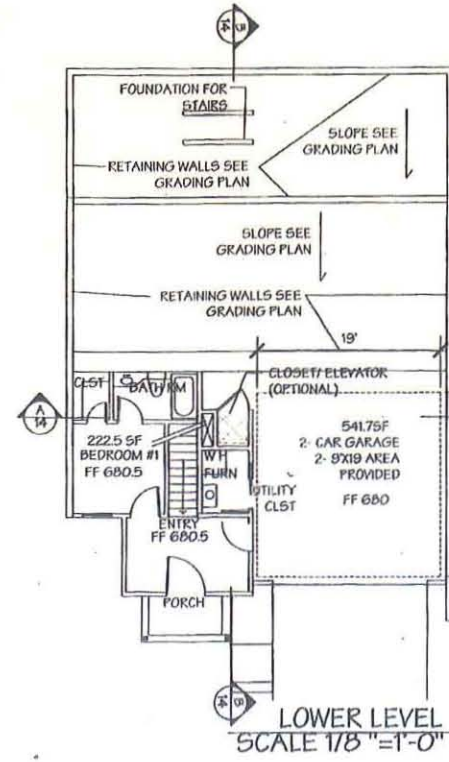 B
14
FOUNDATION FOR
STAIRS
SLOPE SEE
GRADING PLAN
RETAINING WALLS SEE
GRADING PLAN
SLOPE SEE
GRADING PLAN
RETAINING WALLS SEE
GRADING PLAN
19'
CLST
BATH RM
CLOSET/ ELEVATOR
(OPTIONAL)
A
14
222.5 SF
BEDROOM #1
FF 680.5
WH
FURN
541.75F
2- CAR GARAGE
2- 9X19 AREA
PROVIDED
FF 680
UTILITY
CLST
ENTRY
FF 680.5
PORCH
B
14
LOWER LEVEL
SCALE 1/8 "=1'-0"